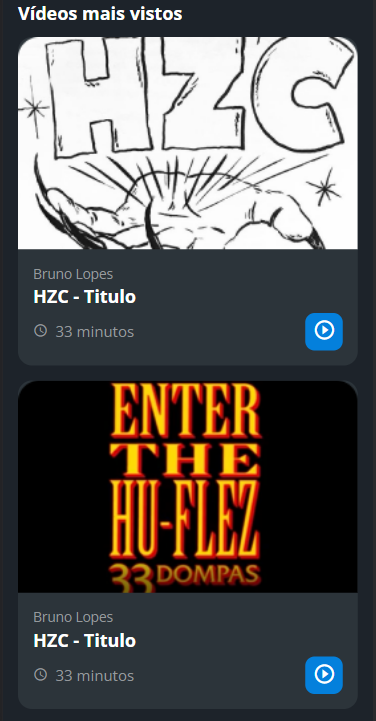 Vídeos mais vistos
HZC
Bruno Lopes
HZC - Titulo
33 minutos
ENTER
THE
HU-FLEZ
33 DOMPAS
Bruno Lopes
HZC - Titulo
33 minutos